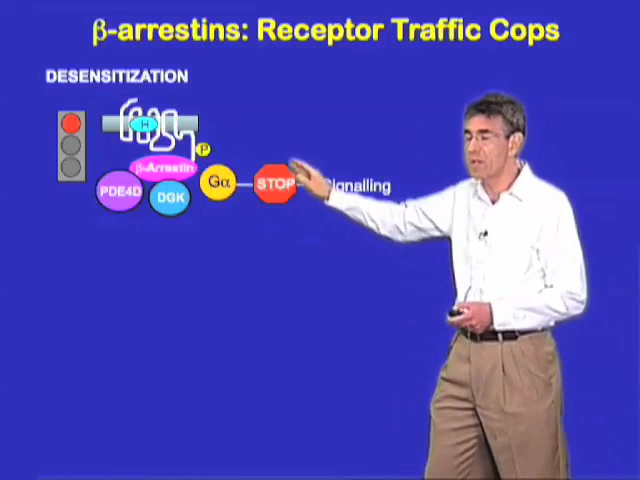 β-arrestins: Receptor Traffic Cops
DESENSITIZATION
H
P
β-Arrestin
PDE4D
DGK
Gα
STOP
Signalling